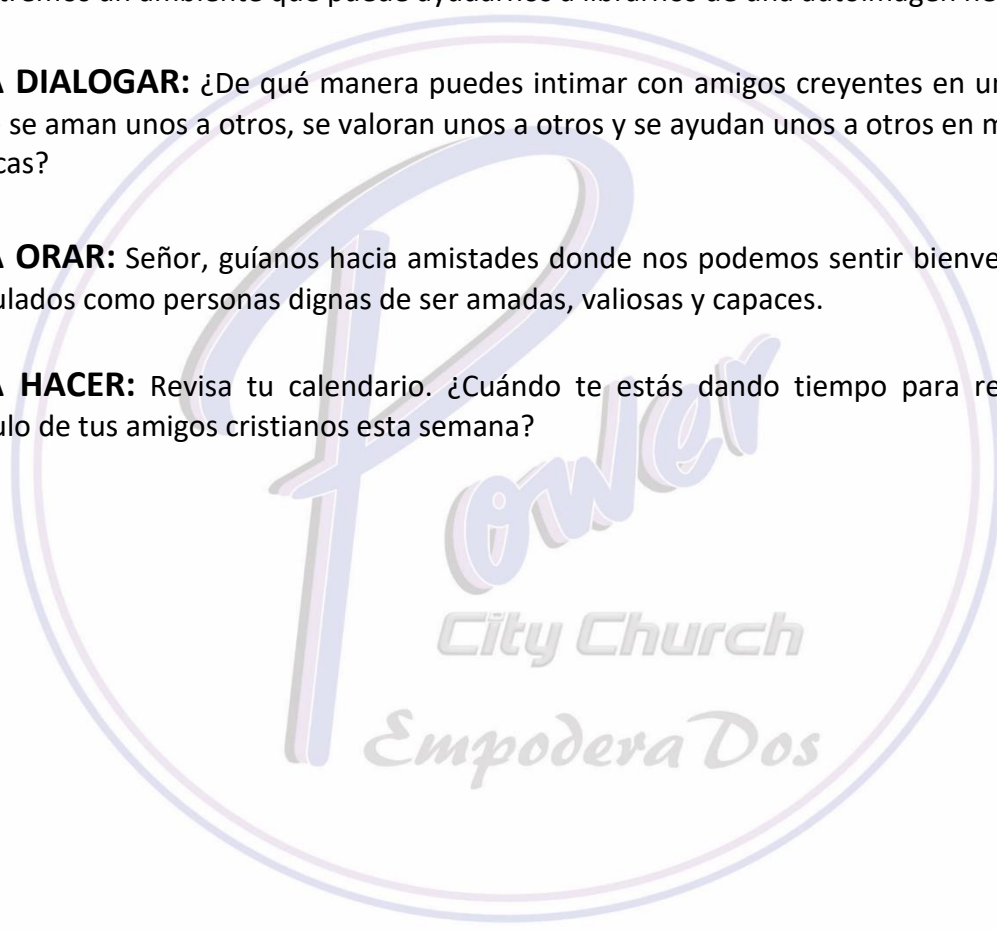 un ambiente que puede ayudarnos a librarnos de una autoimagen
A DIALOGAR: ¿De qué manera puedes intimar con amigos creyentes en
se aman unos a otros, se valoran unos a otros y se ayudan unos a otros en
cas?
A ORAR: Señor, guíanos hacia amistades donde nos podemos sentir bienve
ulados como personas dignas de ser amadas, valiosas y capaces.
A HACER: Revisa tu calendario. ¿Cuándo te estás dando tiempo para re
ulo de tus amigos cristianos esta semana?
Power
City Church
EmpoderaDos